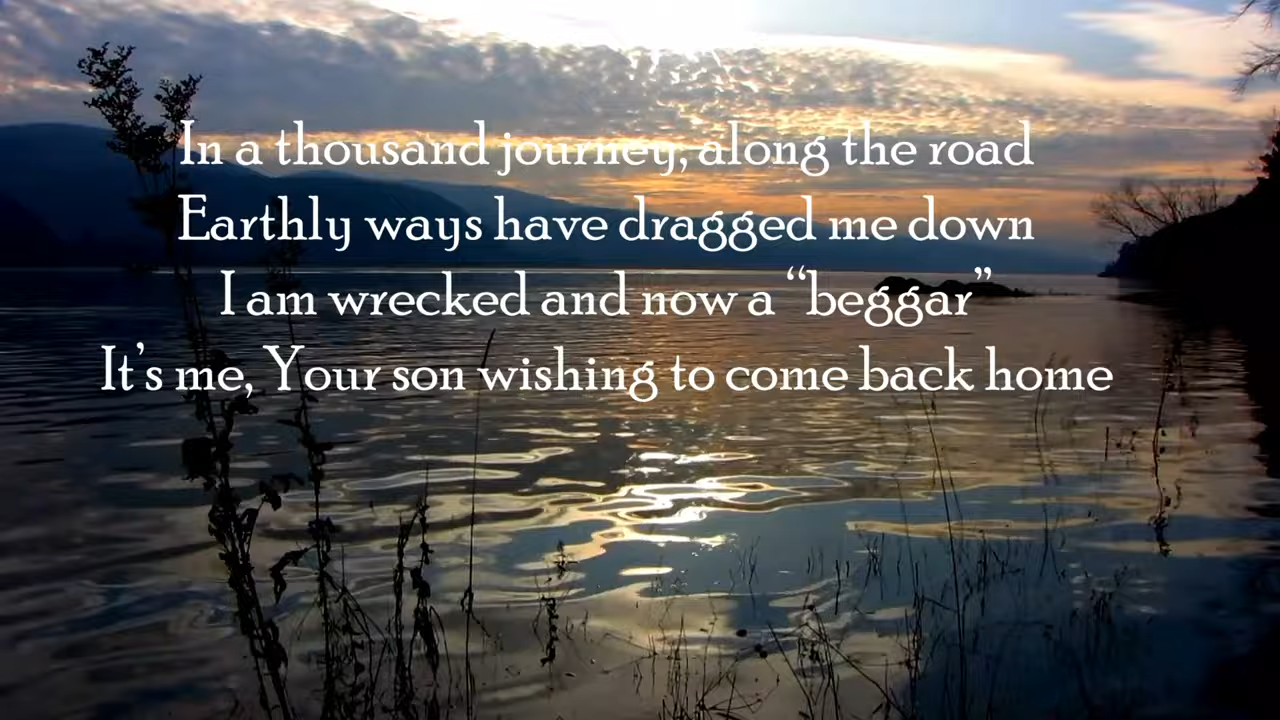 In a thousand journey, along the road
Earthly ways have dragged me down
I am wrecked and now a “beggar”
It’s me, Your son wishing to come back home